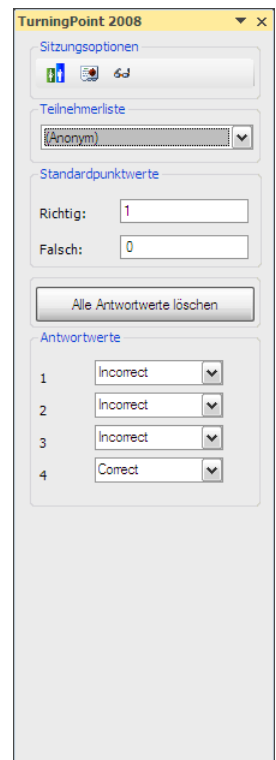 TurningPoint 2008
Sitzungsoptionen
Teilnehmerliste
(Anonym)
Standardpunktwerte
Richtig: 1
Falsch: 0
Alle Antwortwerte löschen
Antwortwerte
1 Incorrect
2 Incorrect
3 Incorrect
4 Correct